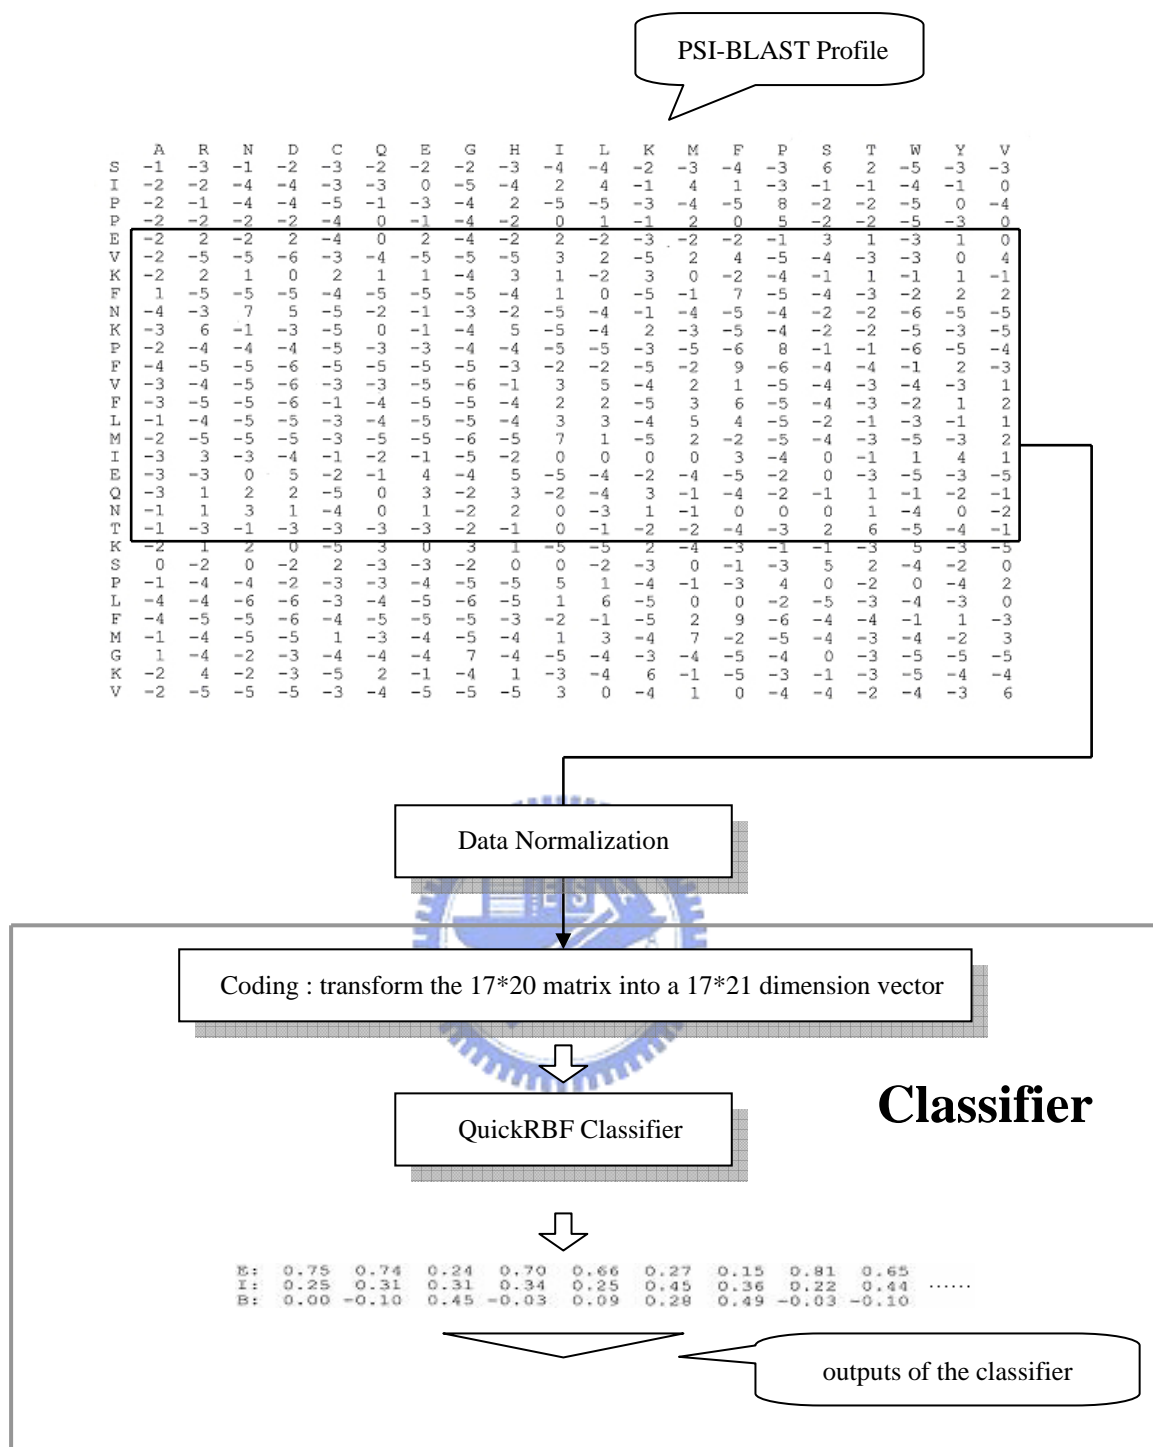 PSI-BLAST Profile
A R N D C Q E G H I L K M F P S T W Y V
S -1 -3 -1 -2 -3 -2 -2 -2 -3 -4 -4 -2 -3 -4 -3 6 2 -5 -3 -3
I -2 -2 -4 -4 -3 -3 0 -5 -4 2 4 -1 4 1 -3 -1 -1 -4 -1 0
P -2 -1 -4 -4 -5 -1 -3 -4 2 -5 -5 -3 -4 -5 8 -2 -2 -5 0 -4
P -2 -2 -2 -2 -4 0 -1 -4 -2 0 1 -1 2 0 5 -2 -2 -5 -3 0
E -2 2 -2 2 -4 0 2 -4 -2 2 -2 -3 -2 -2 -1 3 1 -3 1 0
V -2 -5 -5 -6 -3 -4 -5 -5 -5 3 2 -5 2 4 -5 -4 -3 -3 0 4
K -2 2 1 0 2 1 1 -4 3 1 -2 3 0 -2 -4 -1 1 -1 1 -1
F 1 -5 -5 -5 -4 -5 -5 -5 -4 1 0 -5 -1 7 -5 -4 -3 -2 2 2
N -4 -3 7 5 -5 -2 -1 -3 -2 -5 -4 -1 -4 -5 -4 -2 -2 -6 -5 -5
K -3 6 -1 -3 -5 0 -1 -4 5 -5 -4 2 -3 -5 -4 -2 -2 -5 -3 -5
P -2 -4 -4 -4 -5 -3 -3 -4 -4 -5 -5 -3 -5 -6 8 -1 -1 -6 -5 -4
F -4 -5 -5 -6 -5 -5 -5 -5 -3 -2 -2 -5 -2 9 -6 -4 -4 -1 2 -3
V -3 -4 -5 -6 -3 -3 -5 -6 -1 3 5 -4 2 1 -5 -4 -3 -4 -3 1
F -3 -5 -5 -6 -1 -4 -5 -5 -4 2 2 -5 3 6 -5 -4 -3 -2 1 2
L -1 -4 -5 -5 -3 -4 -5 -5 -4 3 3 -4 5 4 -5 -2 -1 -3 -1 1
M -2 -5 -5 -5 -3 -5 -5 -6 -5 7 1 -5 2 -2 -5 -4 -3 -5 -3 2
I -3 3 -3 -4 -1 -2 -1 -5 -2 0 0 0 0 3 -4 0 -1 1 4 1
E -3 -3 0 5 -2 -1 4 -4 5 -5 -4 -2 -4 -5 -2 0 -3 -5 -3 -5
Q -3 1 2 2 -5 0 3 -2 3 -2 -4 3 -1 -4 -2 -1 1 -1 -2 -1
N -1 1 3 1 -4 0 1 -2 2 0 -3 1 -1 0 0 0 1 -4 0 -2
T -1 -3 -1 -3 -3 -3 -3 -2 -1 0 -1 -2 -2 -4 -3 2 6 -5 -4 -1
K -2 1 2 0 -5 3 0 3 1 -5 -5 2 -4 -3 -1 -1 -3 5 -3 -5
S 0 -2 0 -2 2 -3 -3 -2 0 0 -2 -3 0 -1 -3 5 2 -4 -2 0
P -1 -4 -4 -2 -3 -3 -4 -5 -5 5 1 -4 -1 -3 4 0 -2 0 -4 2
L -4 -4 -6 -6 -3 -4 -5 -6 -5 1 6 -5 0 0 -2 -5 -3 -4 -3 0
F -4 -5 -5 -6 -4 -5 -5 -5 -3 -2 -1 -5 2 9 -6 -4 -4 -1 1 -3
M -1 -4 -5 -5 1 -3 -4 -5 -4 1 3 -4 7 -2 -5 -4 -3 -4 -2 3
G 1 -4 -2 -3 -4 -4 -4 7 -4 -5 -4 -3 -4 -5 -4 0 -3 -5 -5 -5
K -2 4 -2 -3 -5 2 -1 -4 1 -3 -4 6 -1 -5 -3 -1 -3 -5 -4 -4
V -2 -5 -5 -5 -3 -4 -5 -5 -5 3 0 -4 1 0 -4 -4 -2 -4 -3 6
Data Normalization
Coding : transform the 17*20 matrix into a 17*21 dimension vector
QuickRBF Classifier
Classifier
E: 0.75 0.74 0.24 0.70 0.66 0.27 0.15 0.81 0.65
I: 0.25 0.31 0.31 0.34 0.25 0.45 0.36 0.22 0.44 ······
B: 0.00 -0.10 0.45 -0.03 0.09 0.28 0.49 -0.03 -0.10
outputs of the classifier